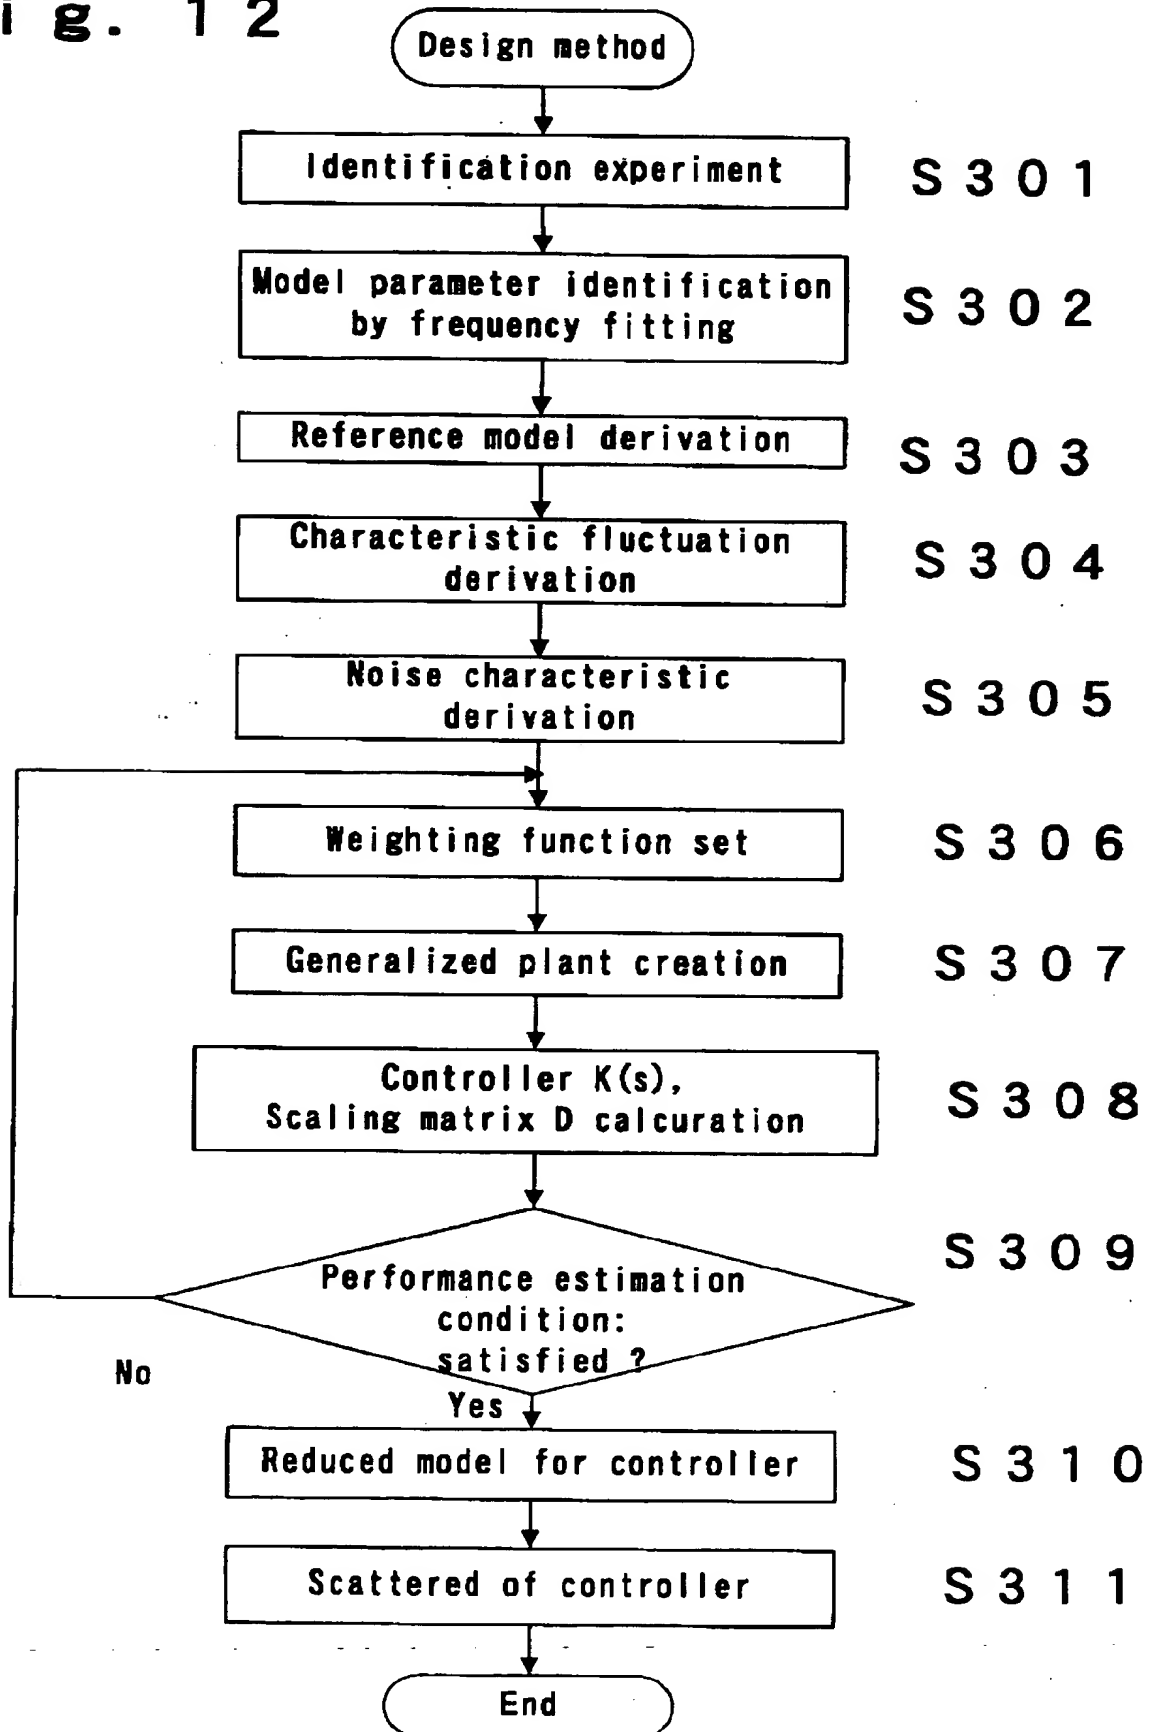 ig. 12
Design method
Identification experiment
S301
Model parameter identification
by frequency fitting
S302
Reference model derivation
S303
Characteristic fluctuation
derivation
S304
Noise characteristic
derivation
S305
Weighting function set
S306
Generalized plant creation
S307
Controller K(s),
Scaling matrix D calcuration
S308
Performance estimation
condition:
satisfied ?
S309
No
Yes
Reduced model for controller
S310
Scattered of controller
S311
End